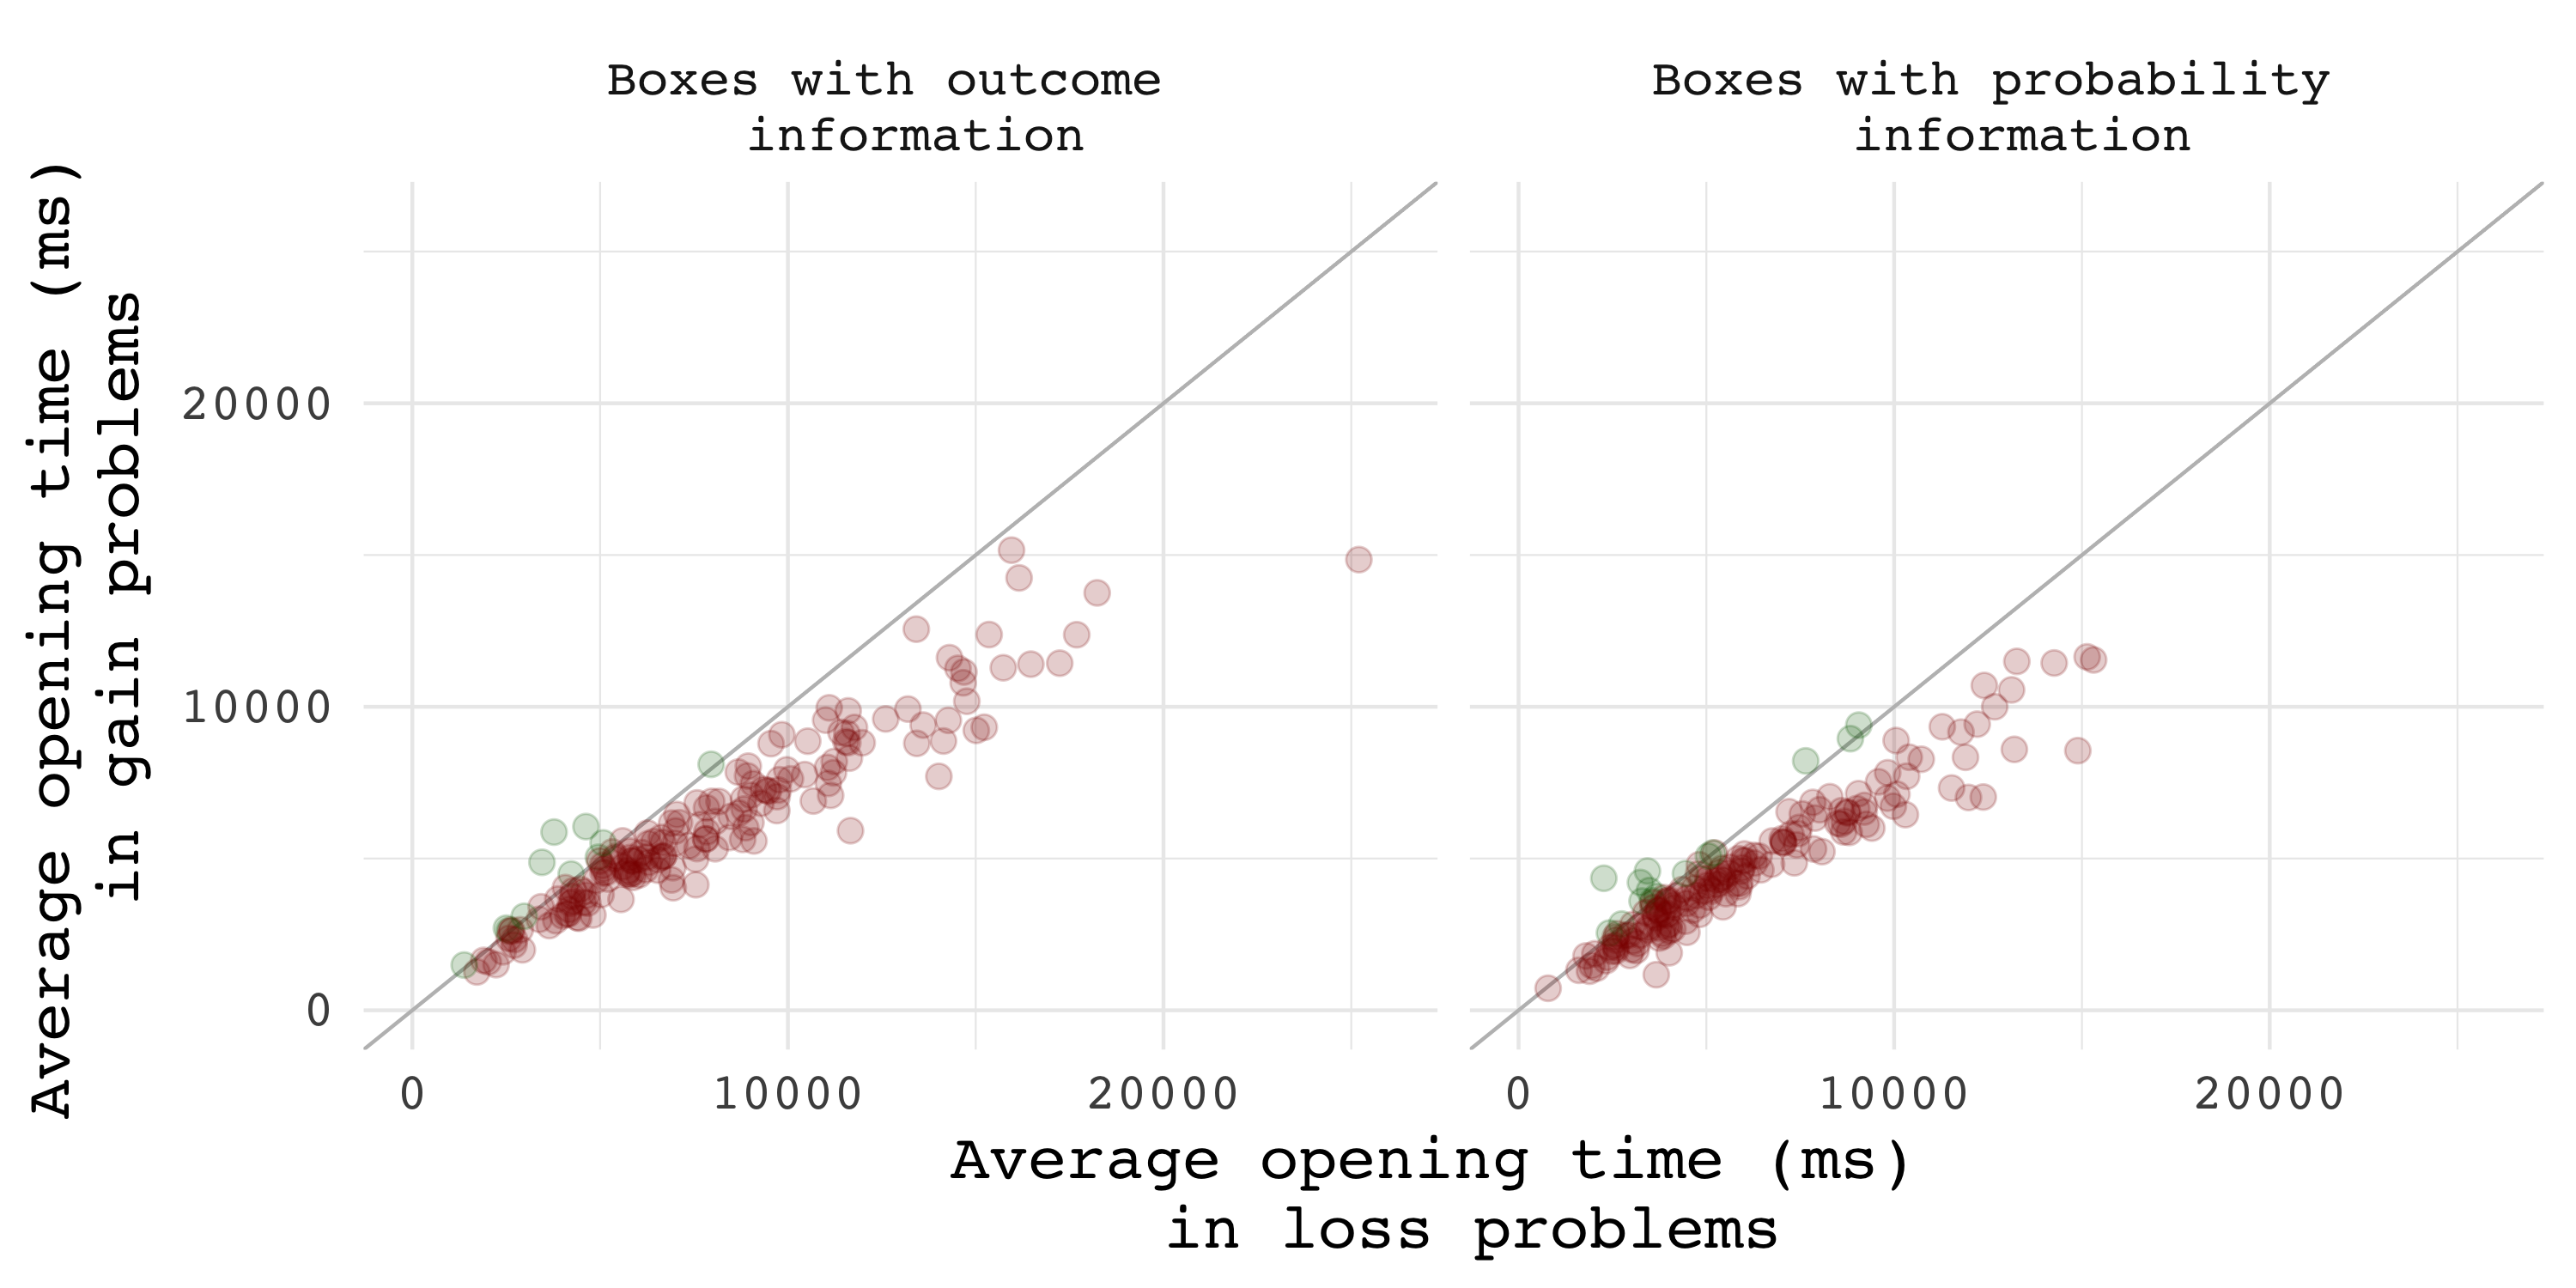 Boxes with outcome
information
Boxes with probability
information
Average opening time (ms)
in gain problems
20000
10000
0
0
10000
20000
0
10000
20000
Average opening time (ms)
in loss problems